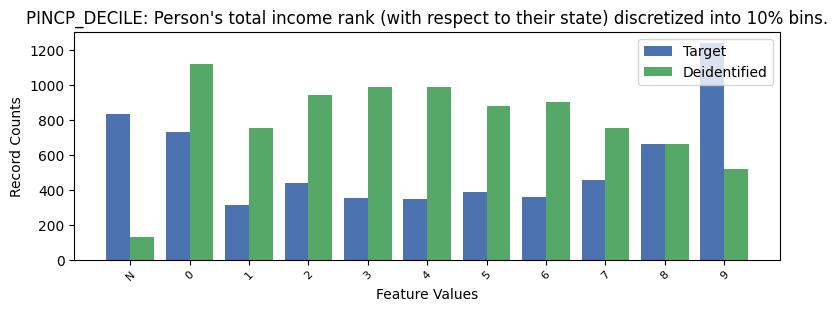 PINCP_DECILE: Person's total income rank (with respect to their state) discretized into 10% bins.
Target
Deidentified
Record Counts
1200
1000
800
600
400
200
0
N 0 1 2 3 4 5 6 7 8 9
Feature Values